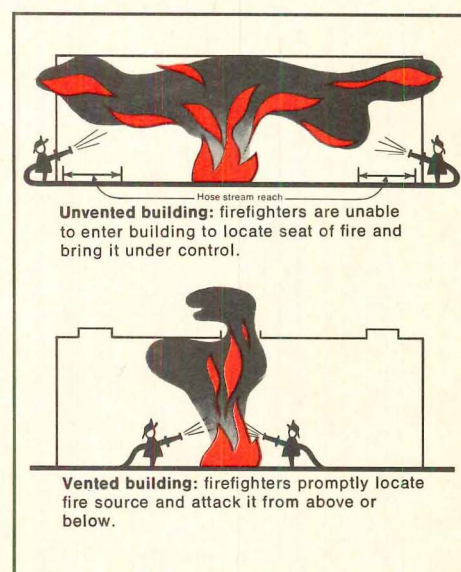 Hose stream reach
Unvented building: firefighters are unable
to enter building to locate seat of fire and
bring it under control.
Vented building: firefighters promptly locate
fire source and attack it from above or
below.